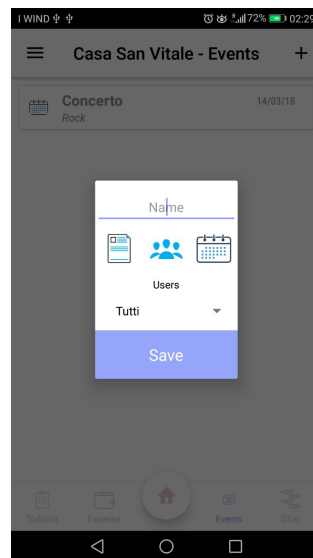 I WIND 72% 02:29
Casa San Vitale - Events +
Concerto 14/03/18
Rock
Name
Users
Tutti
Save
Todolist Expense Events Chat